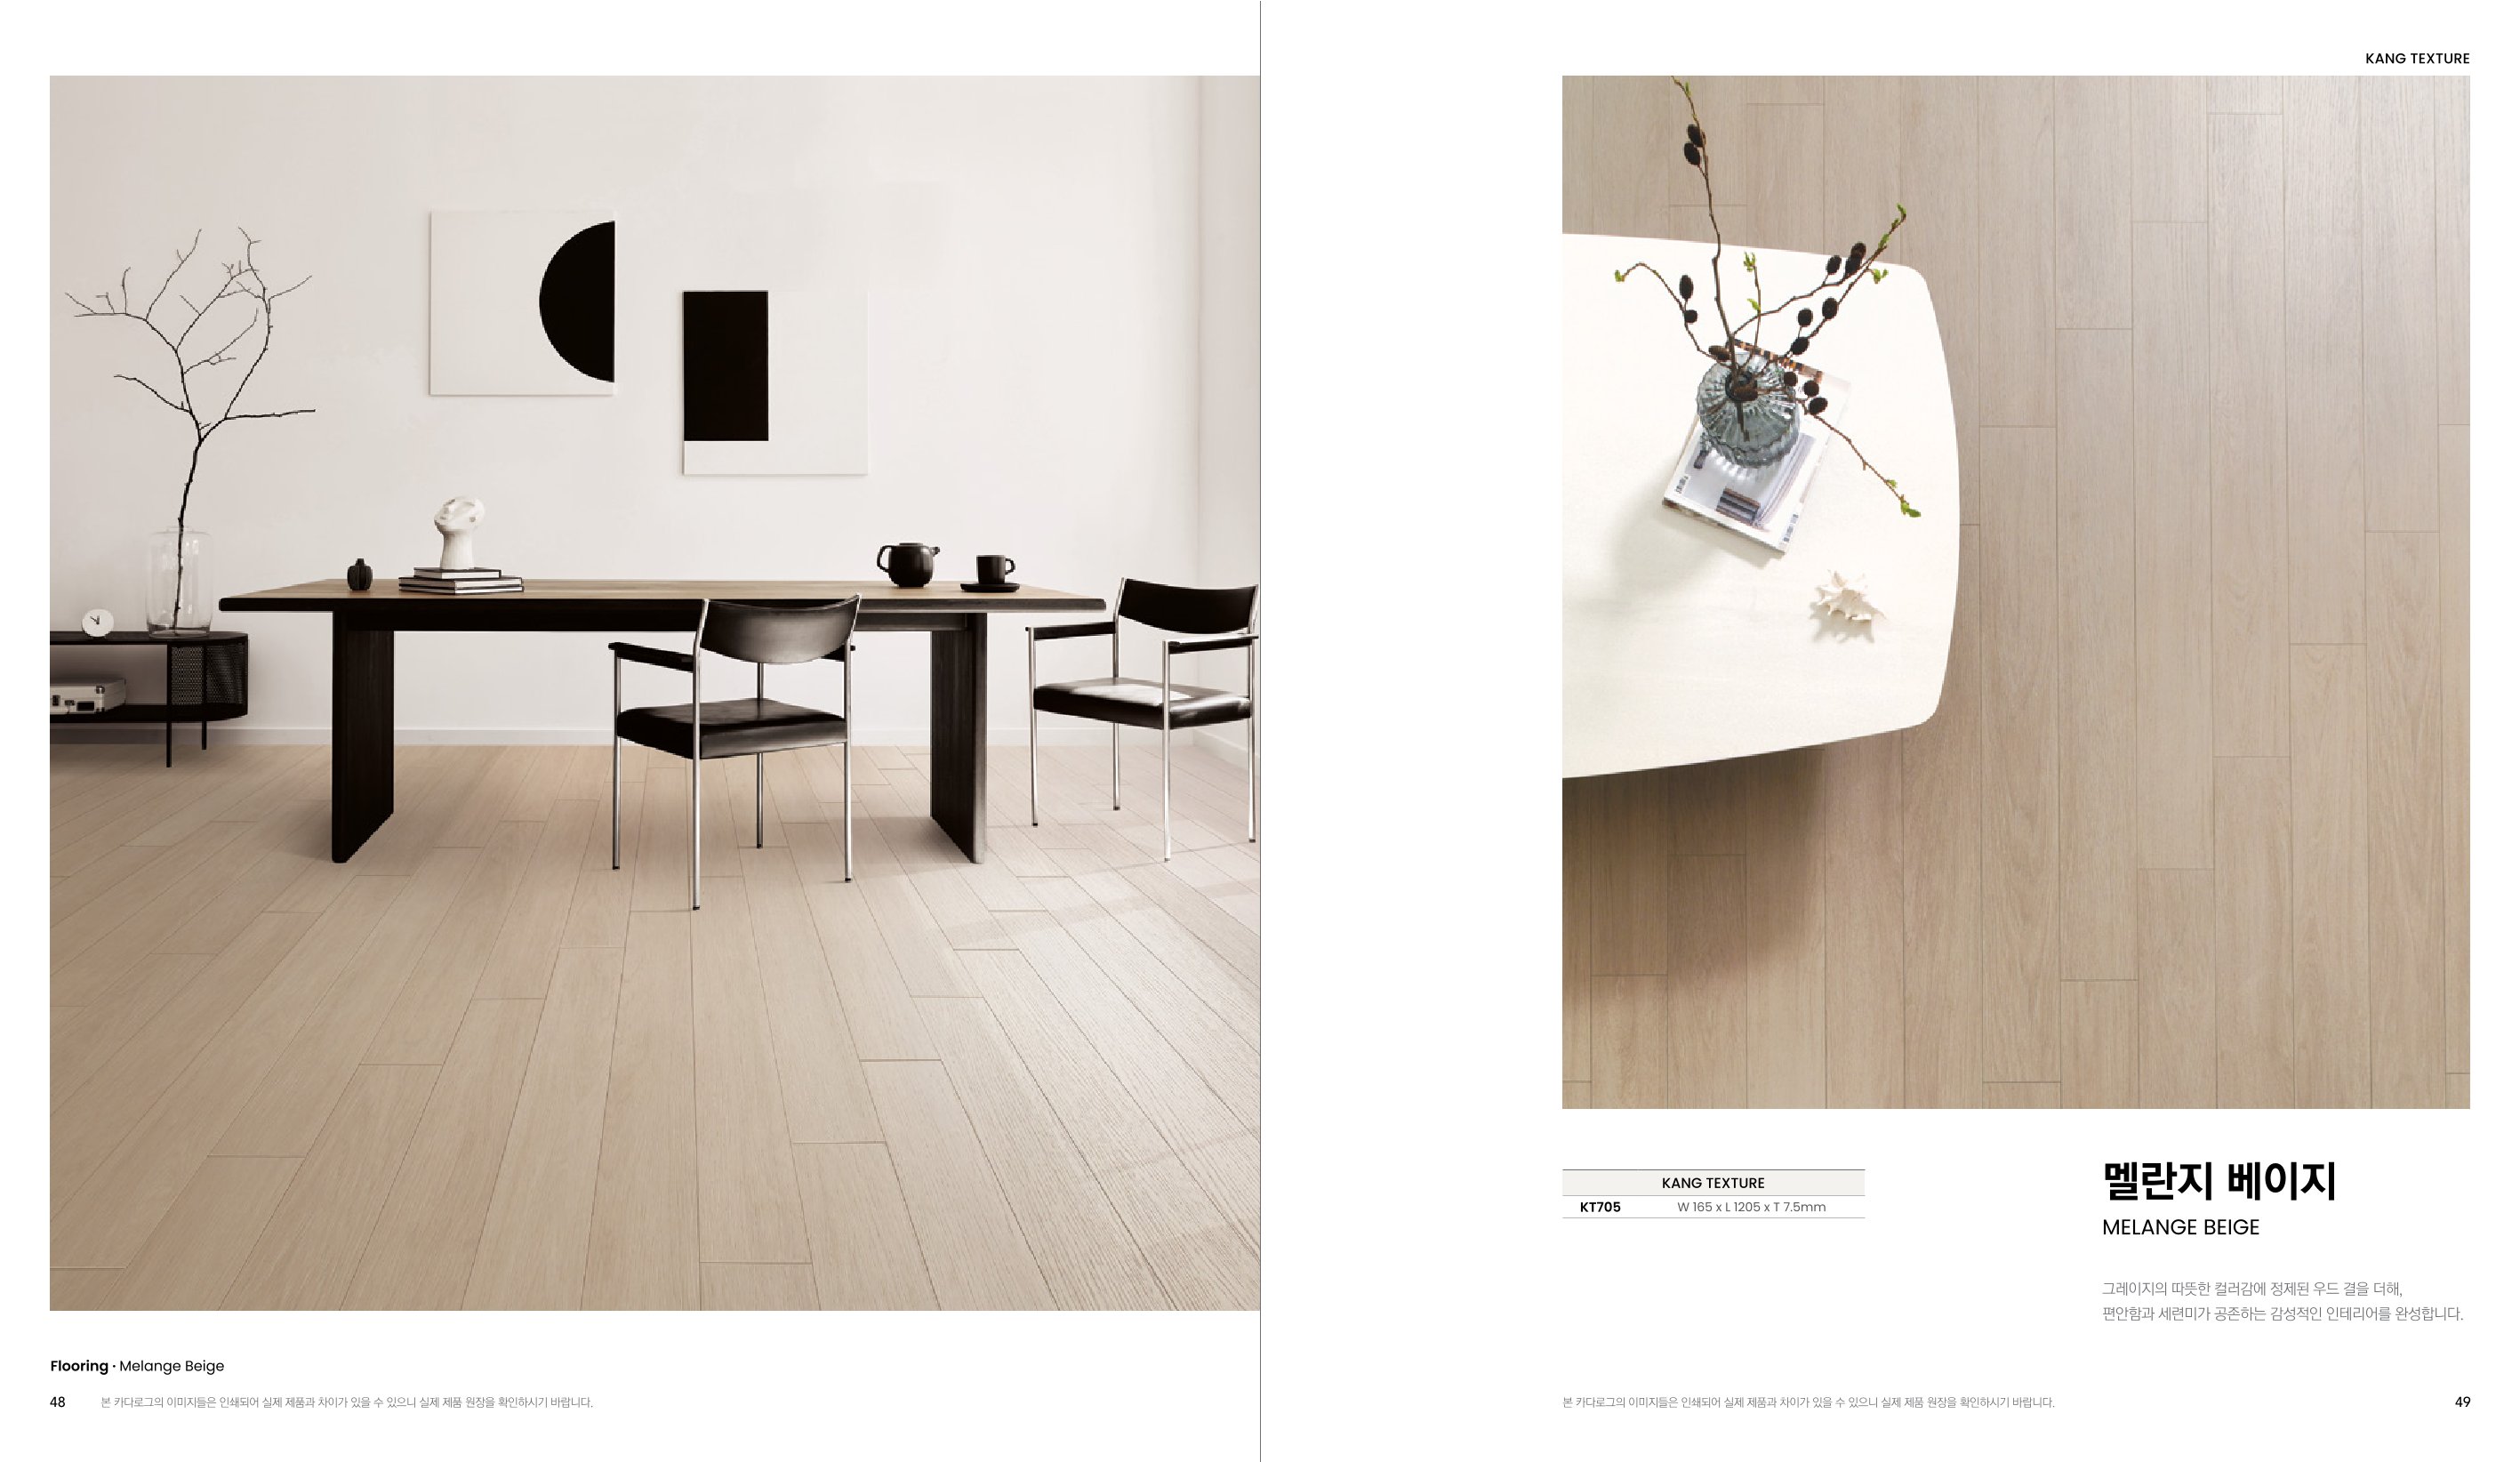 Flooring · Melange Beige
48 본 카다로그의 이미지들은 인쇄되어 실제 제품과 차이가 있을 수 있으니 실제 제품 원장을 확인하시기 바랍니다.
KANG TEXTURE
KANG TEXTURE
KT705 W 165 x L 1205 x T 7.5mm
멜란지 베이지
MELANGE BEIGE
그레이지의 따뜻한 컬러감에 정제된 우드 결을 더해,
편안함과 세련미가 공존하는 감성적인 인테리어를 완성합니다.
본 카다로그의 이미지들은 인쇄되어 실제 제품과 차이가 있을 수 있으니 실제 제품 원장을 확인하시기 바랍니다. 49